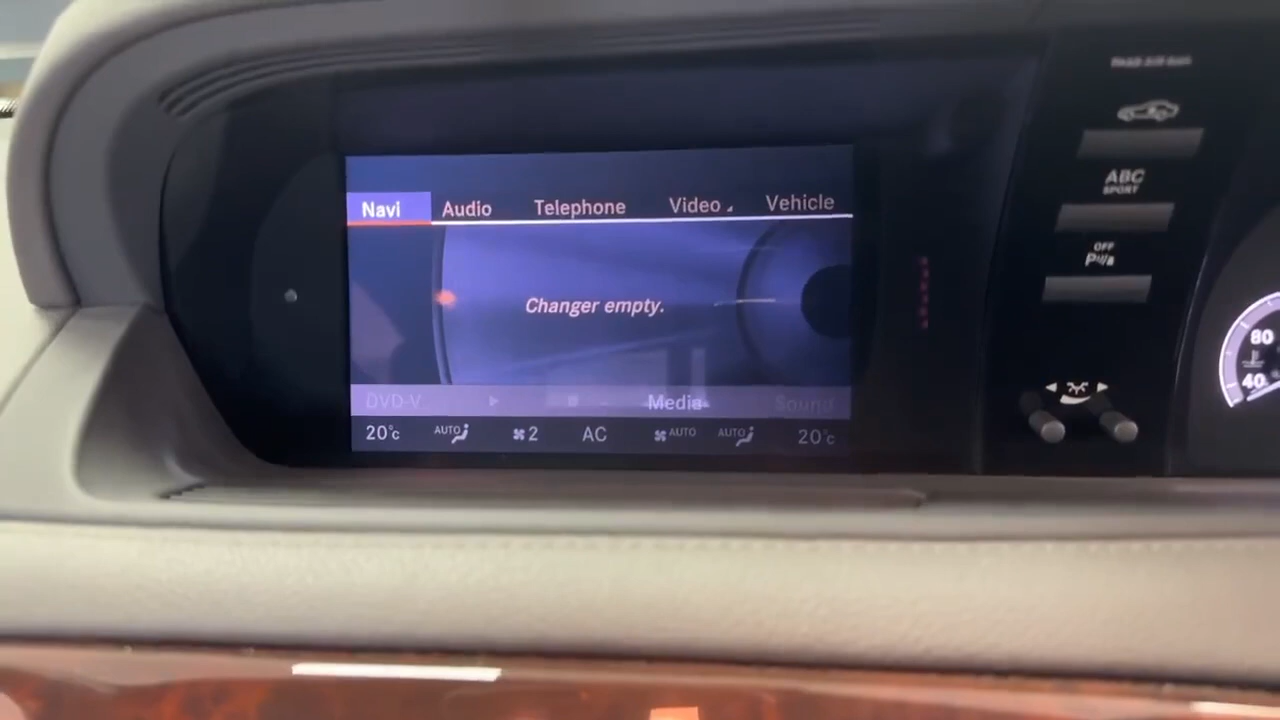 Navi Audio Telephone Video Vehicle
Changer empty.
DVD-V Media Sound
20°C AUTO 2 AC AUTO AUTO 20°C
ABC
SPORT
OFF
80
40